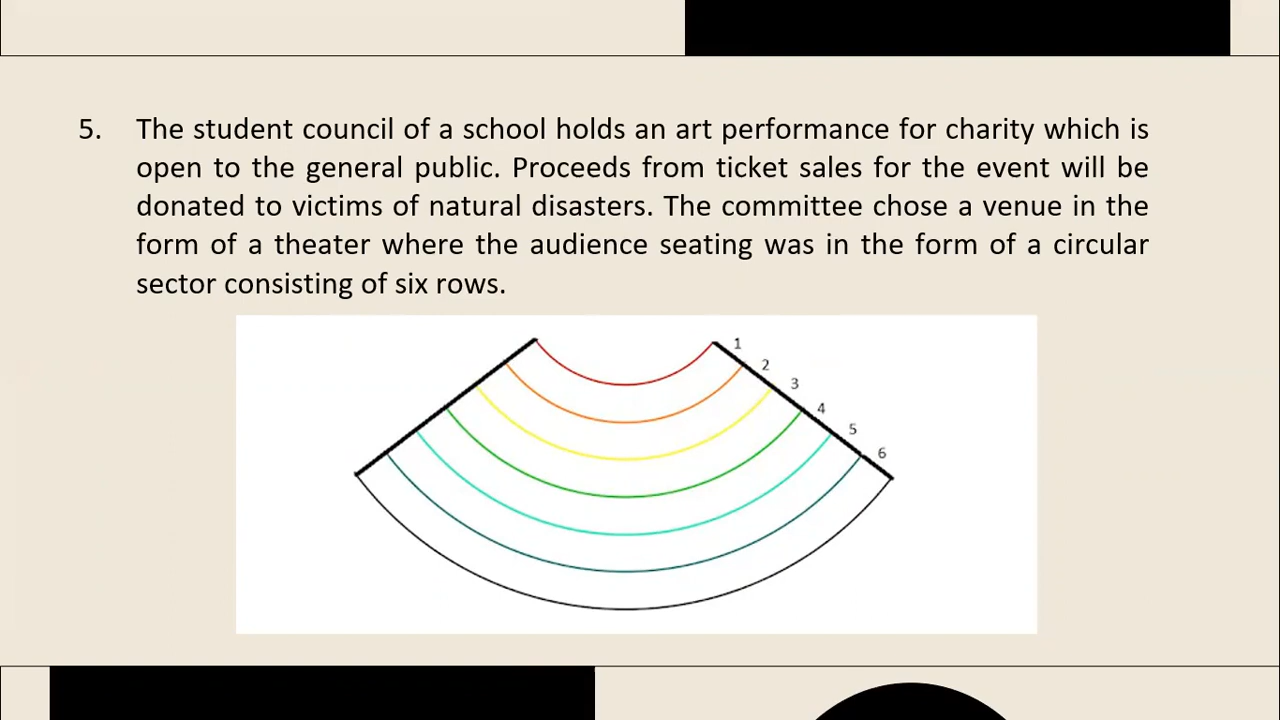 5. The student council of a school holds an art performance for charity which is
open to the general public. Proceeds from ticket sales for the event will be
donated to victims of natural disasters. The committee chose a venue in the
form of a theater where the audience seating was in the form of a circular
sector consisting of six rows.
1
2
3
4
5
6